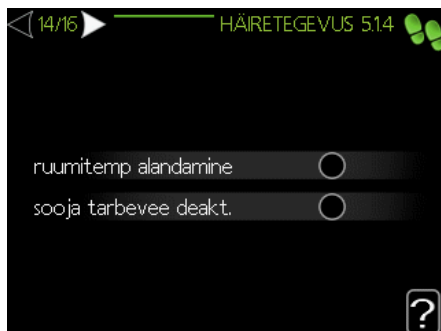 14/16 HÄIRETEGEVUS 5.1.4
ruumitemp alandamine
sooja tarbevee deakt.
?